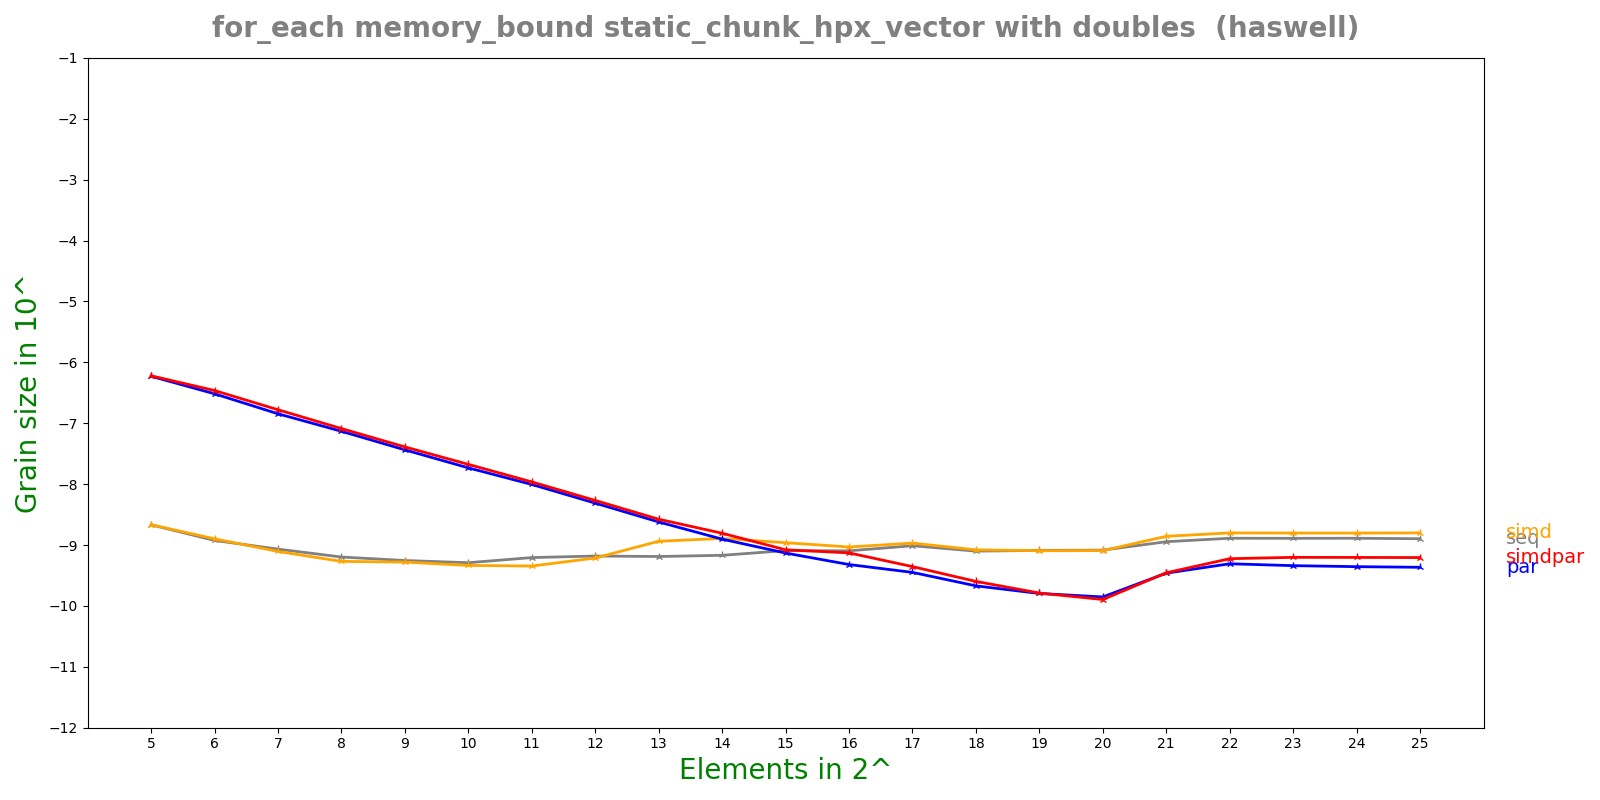 for_each memory_bound static_chunk_hpx_vector with doubles  (haswell)
Grain size in 10^
−1
−2
−3
−4
−5
−6
−7
−8
−9
−10
−11
−12
simd
seq
simdpar
par
5 6 7 8 9 10 11 12 13 14 15 16 17 18 19 20 21 22 23 24 25
Elements in 2^